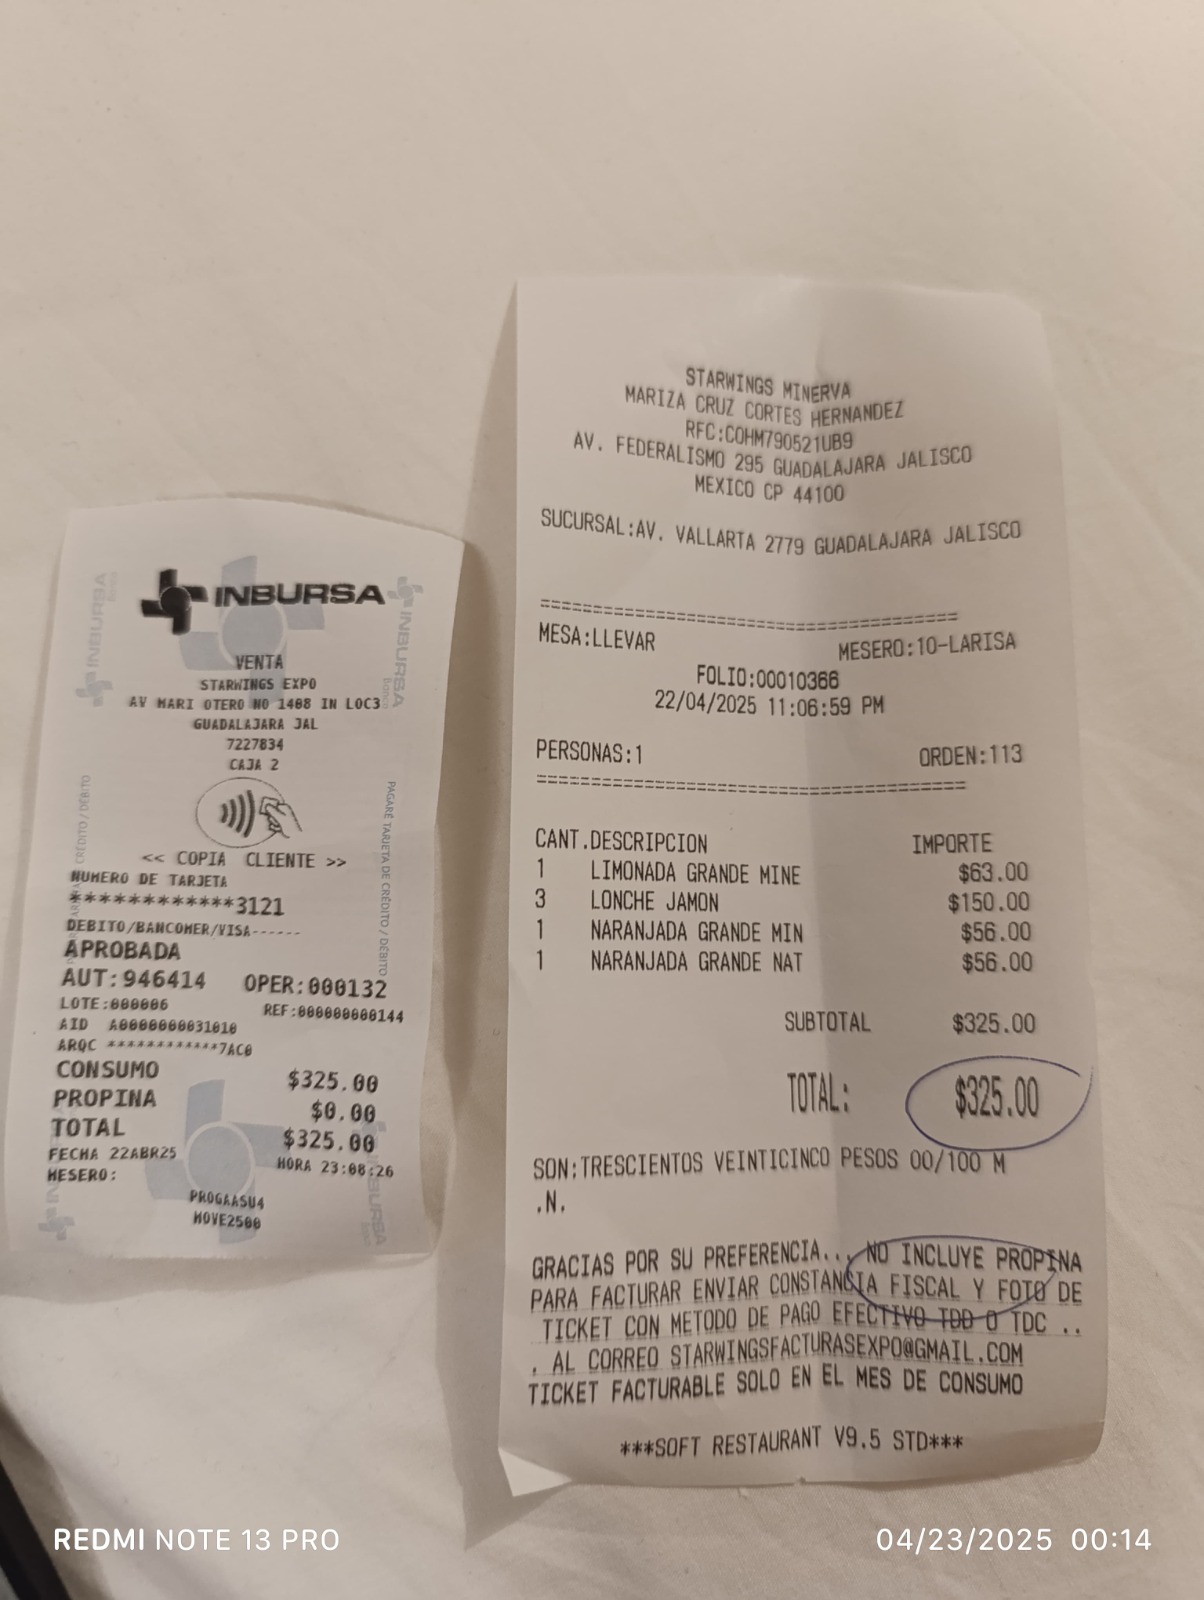 INBURSA
VENTA
STARWINGS EXPO
AV MARI OTERO NO 1408 IN LOC3
GUADALAJARA JAL
7227834
CAJA 2
<< COPIA CLIENTE >>
NUMERO DE TARJETA
************3121
DEBITO/BANCOMER/VISA------
APROBADA
AUT:946414 OPER:000132
LOTE:000006 REF:000000000144
AID A0000000031010
ARQC ************7AC0
CONSUMO $325.00
PROPINA $0.00
TOTAL $325.00
FECHA 22ABR25 HORA 23:08:26
MESERO:
PROGAASU4
MOVE2500
INBURSA
INBURSA
Banco
CRÉDITO / DÉBITO
PAGARÉ TARJETA DE CRÉDITO / DÉBITO
STARWINGS MINERVA
MARIZA CRUZ CORTES HERNANDEZ
RFC:COHM790521UB9
AV. FEDERALISMO 295 GUADALAJARA JALISCO
MEXICO CP 44100
SUCURSAL:AV. VALLARTA 2779 GUADALAJARA JALISCO
========================================
MESA:LLEVAR MESERO:10-LARISA
FOLIO:00010366
22/04/2025 11:06:59 PM
PERSONAS:1 ORDEN:113
========================================
CANT.DESCRIPCION IMPORTE
1 LIMONADA GRANDE MINE $63.00
3 LONCHE JAMON $150.00
1 NARANJADA GRANDE MIN $56.00
1 NARANJADA GRANDE NAT $56.00
SUBTOTAL $325.00
TOTAL: $325.00
SON:TRESCIENTOS VEINTICINCO PESOS 00/100 M
.N.
GRACIAS POR SU PREFERENCIA... NO INCLUYE PROPINA
PARA FACTURAR ENVIAR CONSTANCIA FISCAL Y FOTO DE
TICKET CON METODO DE PAGO EFECTIVO TDD O TDC ..
. AL CORREO STARWINGSFACTURASEXPO@GMAIL.COM
TICKET FACTURABLE SOLO EN EL MES DE CONSUMO
***SOFT RESTAURANT V9.5 STD***
REDMI NOTE 13 PRO
04/23/2025 00:14